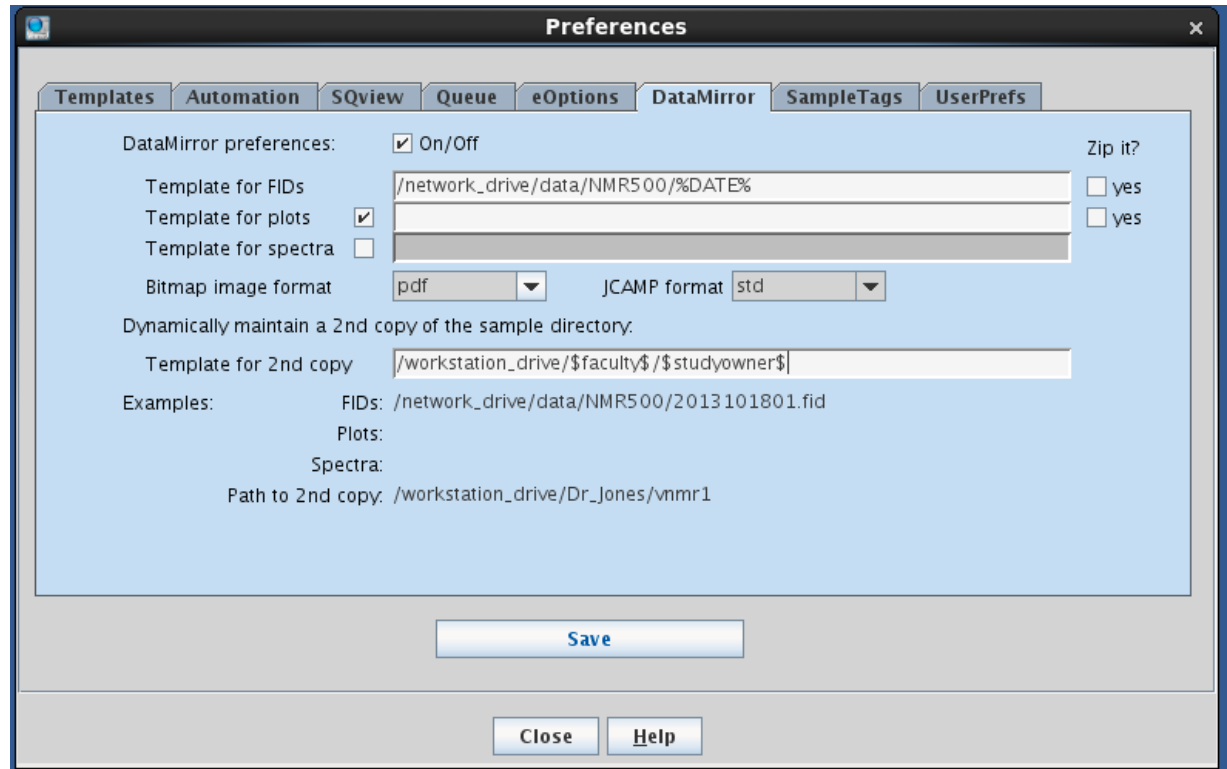 Preferences
Templates Automation SQview Queue eOptions DataMirror SampleTags UserPrefs
DataMirror preferences: On/Off Zip it?
Template for FIDs /network_drive/data/NMR500/%DATE% yes
Template for plots yes
Template for spectra
Bitmap image format pdf JCAMP format std
Dynamically maintain a 2nd copy of the sample directory:
Template for 2nd copy /workstation_drive/$faculty$/$studyowner$
Examples: FIDs: /network_drive/data/NMR500/2013101801.fid
Plots:
Spectra:
Path to 2nd copy: /workstation_drive/Dr_Jones/vnmr1
Save
Close Help